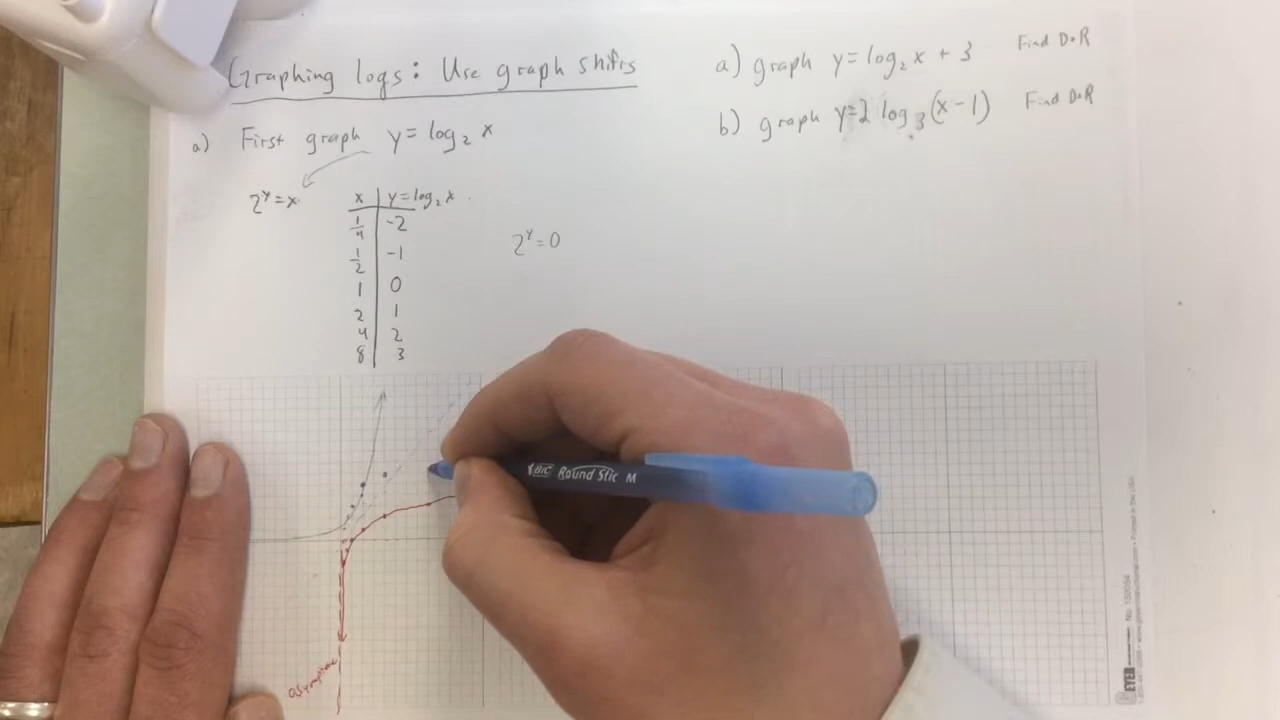 Graphing logs: Use graph shifts
a) First graph y = log₂ x
2ʸ = x
x | y = log₂ x
1/4 | -2
1/2 | -1
1 | 0
2 | 1
4 | 2
8 | 3
2ʸ = 0
a) graph y = log₂ x + 3 Find D+R
b) graph y = 2 log₃ (x - 1) Find D+R
asymptote
BIC Round Stic M